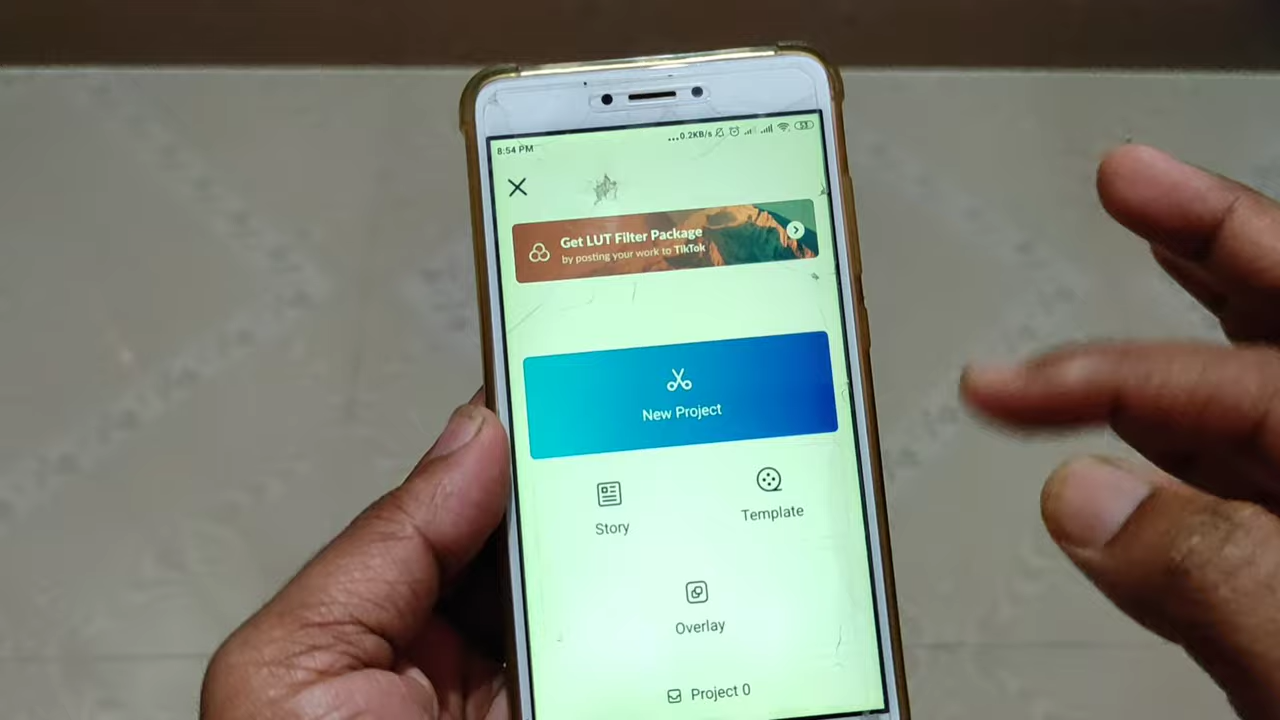 ...0.2KB/s
8:54 PM
Get LUT Filter Package
by posting your work to TikTok
New Project
Story
Template
Overlay
Project 0